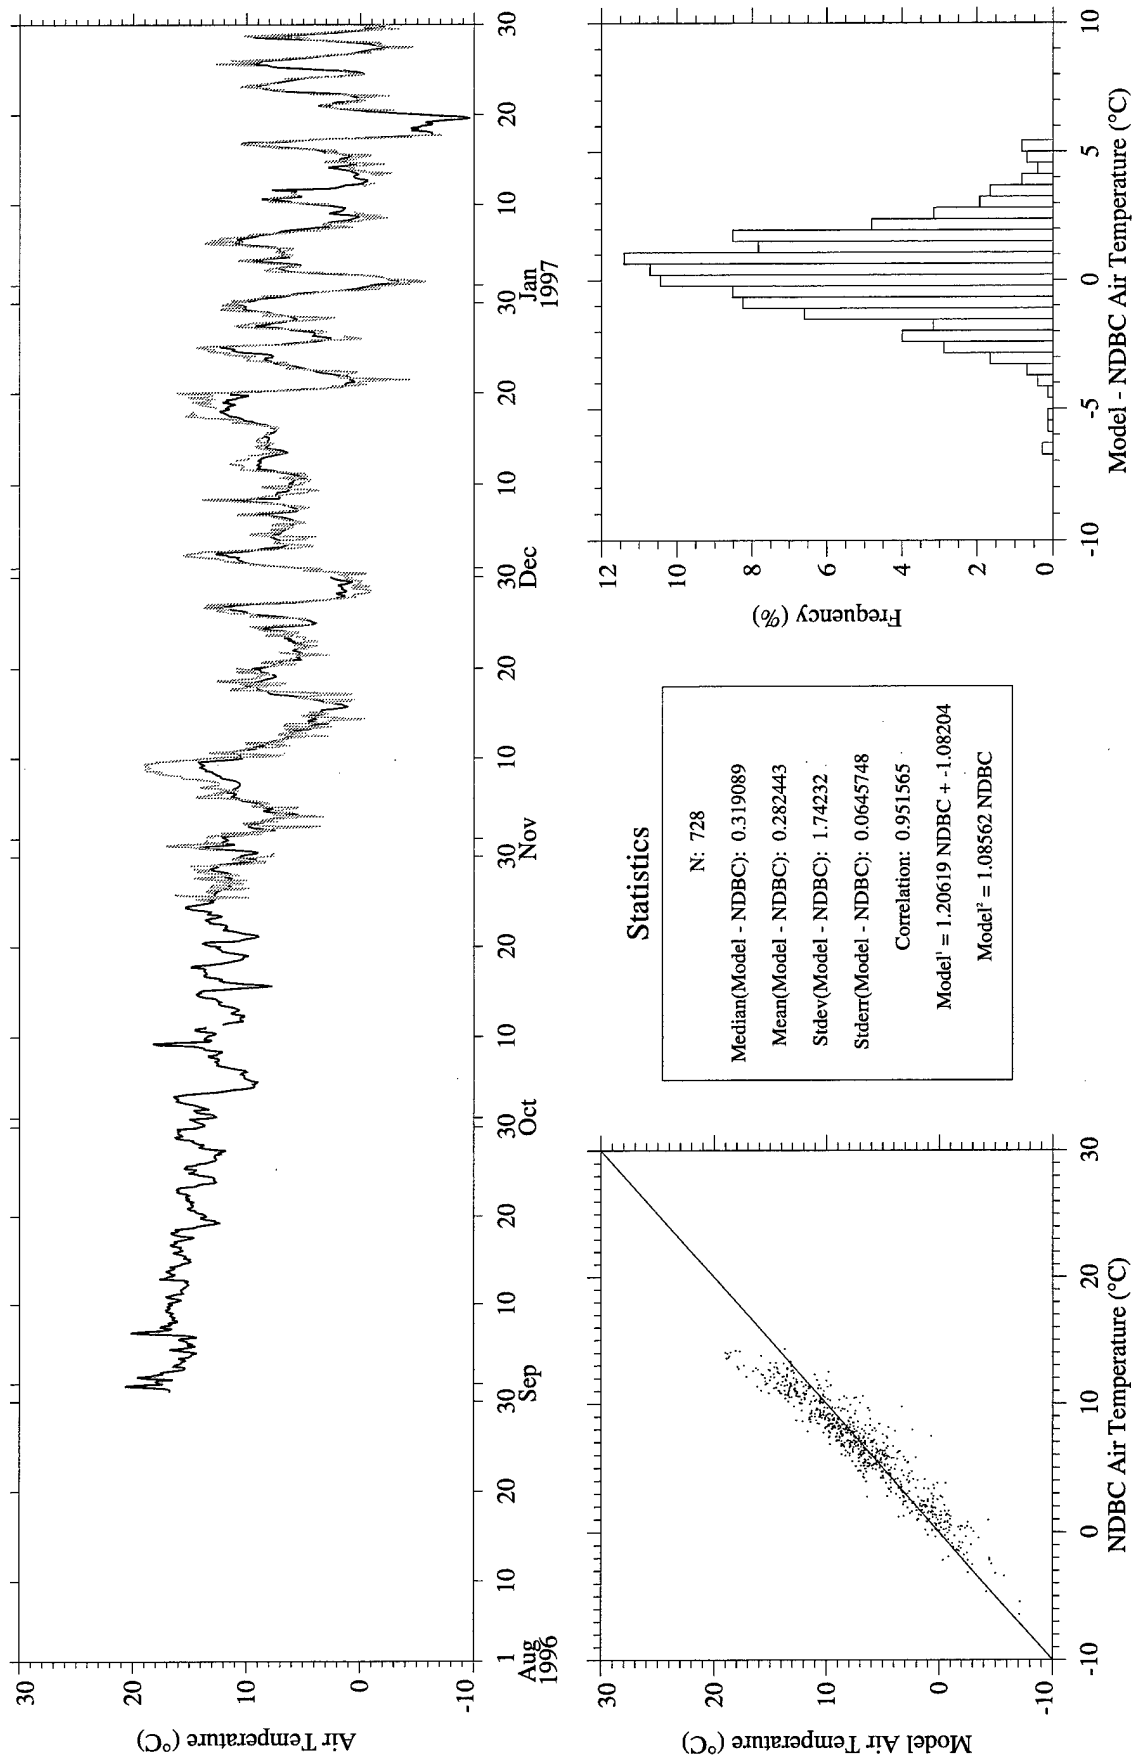 Air Temperature (°C)
30
20
10
0
-10
1 10 20 30 10 20 30 10 20 30 10 20 30 10 20 30 10 20 30
Aug Sep Oct Nov Dec Jan
1996 1997
Model Air Temperature (°C)
30
20
10
0
-10
-10 0 10 20 30
NDBC Air Temperature (°C)
Statistics
N: 728
Median(Model - NDBC): 0.319089
Mean(Model - NDBC): 0.282443
Stdev(Model - NDBC): 1.74232
Stderr(Model - NDBC): 0.0645748
Correlation: 0.951565
Model¹ = 1.20619 NDBC + -1.08204
Model² = 1.08562 NDBC
Frequency (%)
12
10
8
6
4
2
0
-10 -5 0 5 10
Model - NDBC Air Temperature (°C)